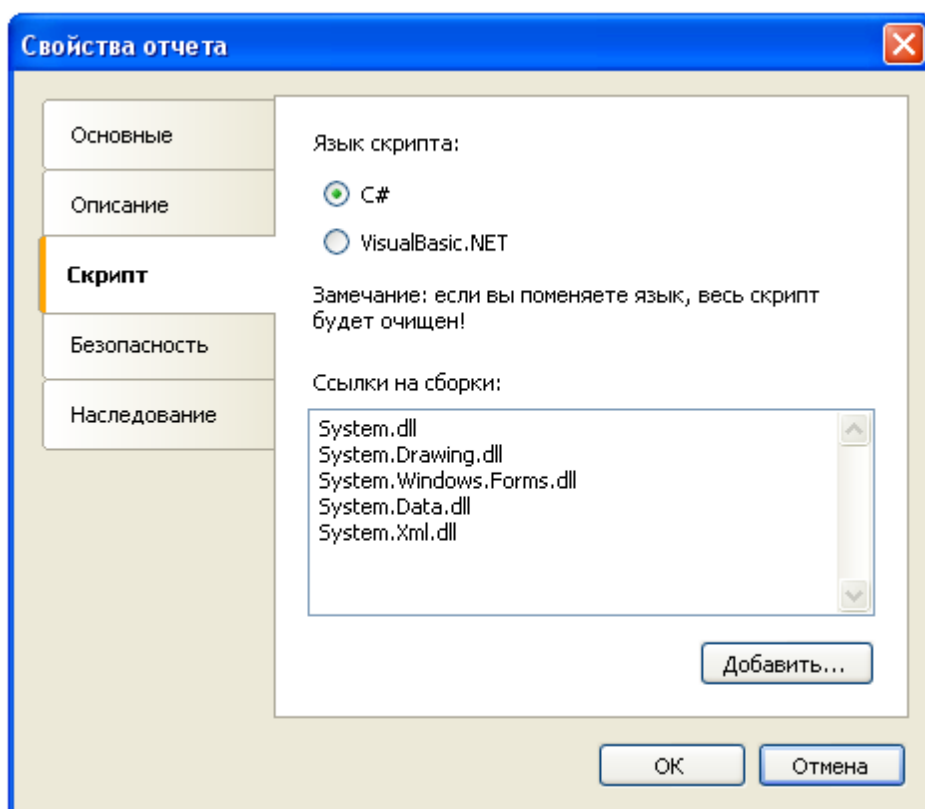 Свойства отчета
Основные
Описание
Скрипт
Безопасность
Наследование
Язык скрипта:
C#
VisualBasic.NET
Замечание: если вы поменяете язык, весь скрипт
будет очищен!
Ссылки на сборки:
System.dll
System.Drawing.dll
System.Windows.Forms.dll
System.Data.dll
System.Xml.dll
Добавить...
ОК
Отмена